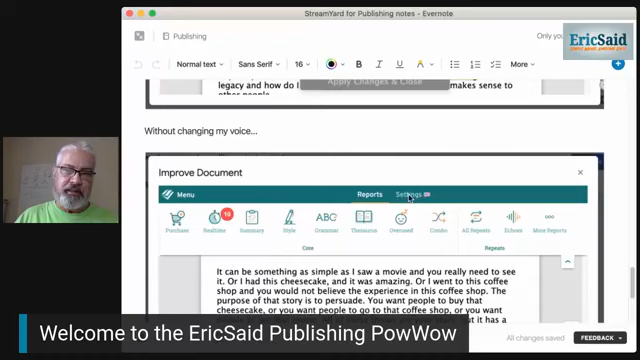 StreamYard for Publishing notes - Evernote
Publishing
Only you
EricSaid
Normal text
Sans Serif
16
B
I
U
A
More
legacy and how do I
makes sense to
other people.
Apply Changes & Close
Without changing my voice...
Improve Document
Menu
Reports
Settings
10
Purchase
Realtime
Summary
Style
ABC
Grammar
Thesaurus
Overused
Combo
All Repeats
Echoes
More Reports
Core
Repeats
It can be something as simple as I saw a movie and you really need to see
it. Or I had this cheesecake, and it was amazing. Or I went to this coffee
shop and you would not believe the experience in this coffee shop. The
purpose of that story is to persuade. You want people to buy that
cheesecake, or you want people to go to that coffee shop, or you want
Welcome to the EricSaid Publishing PowWow
All changes saved
FEEDBACK